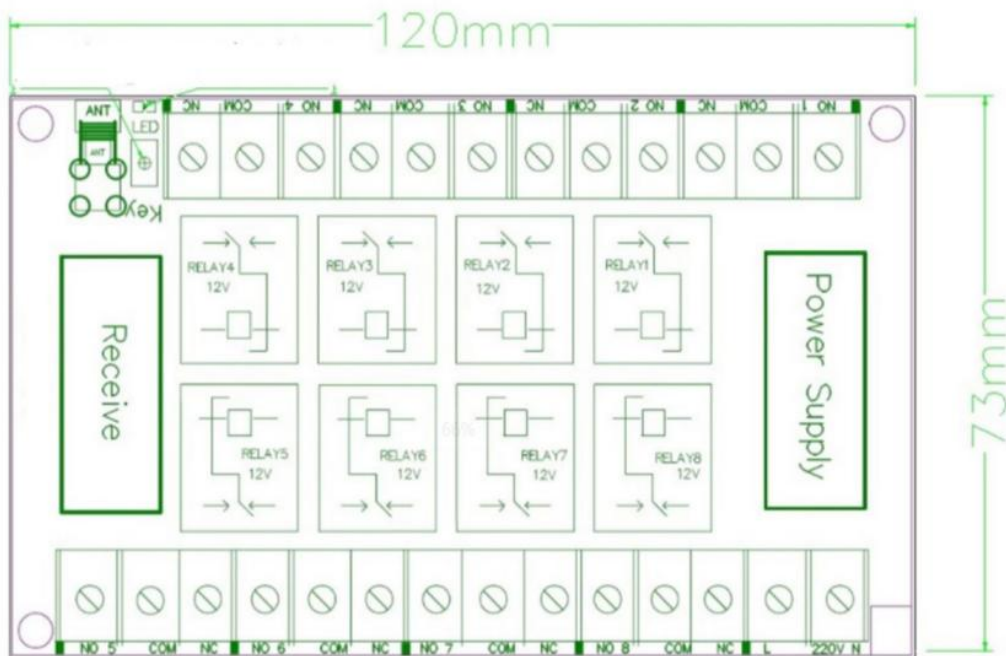 120mm
ANT
LED
NC COM NO 4 NC COM NO 3 NC COM NO 2 NC COM NO 1
ANT
Key
RELAY4
12V
RELAY3
12V
RELAY2
12V
RELAY1
12V
Receive
Power Supply
73mm
RELAY5
12V
RELAY6
12V
66%
RELAY7
12V
RELAY8
12V
NO 5 COM NC NO 6 COM NC NO 7 COM NC NO 8 COM NC L 220V N